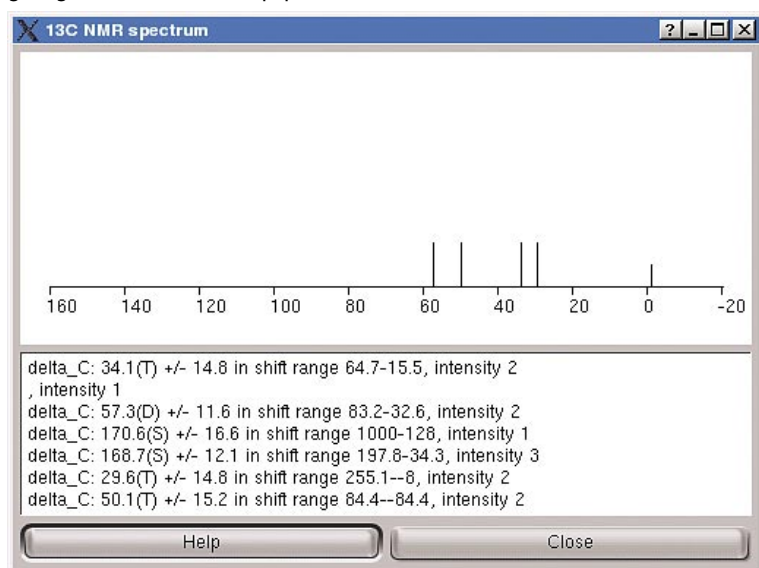 13C NMR spectrum
160 140 120 100 80 60 40 20 0 -20
delta_C: 34.1(T) +/- 14.8 in shift range 64.7-15.5, intensity 2
, intensity 1
delta_C: 57.3(D) +/- 11.6 in shift range 83.2-32.6, intensity 2
delta_C: 170.6(S) +/- 16.6 in shift range 1000-128, intensity 1
delta_C: 168.7(S) +/- 12.1 in shift range 197.8-34.3, intensity 3
delta_C: 29.6(T) +/- 14.8 in shift range 255.1--8, intensity 2
delta_C: 50.1(T) +/- 15.2 in shift range 84.4--84.4, intensity 2
Help Close